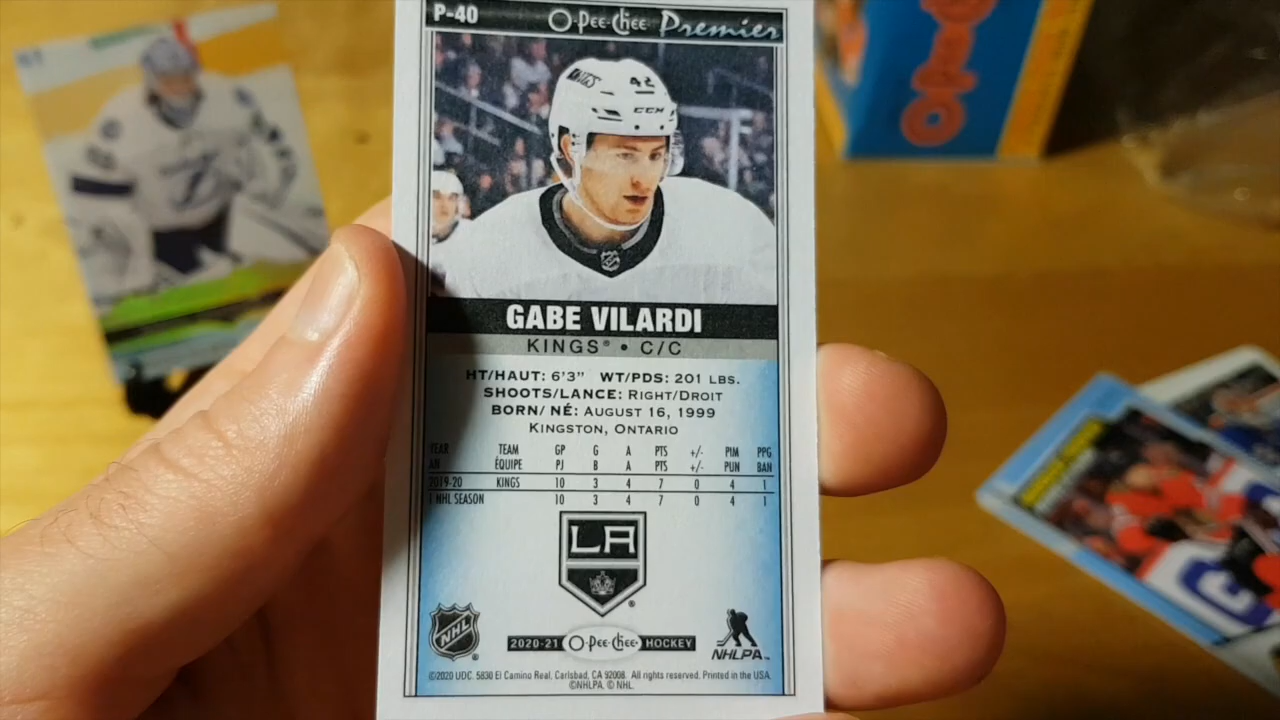 P-40 O-Pee-Chee Premier
KINGS 42
CCM
GABE VILARDI
KINGS® • C/C
HT/HAUT: 6'3" WT/PDS: 201 LBS.
SHOOTS/LANCE: RIGHT/DROIT
BORN/ NÉ: AUGUST 16, 1999
KINGSTON, ONTARIO
YEAR TEAM GP G A PTS +/- PIM PPG
AN ÉQUIPE PJ B A PTS +/- PUN BAN
2019-20 KINGS 10 3 4 7 0 4 1
1 NHL SEASON 10 3 4 7 0 4 1
LA
NHL
2020-21 O-Pee-Chee HOCKEY
NHLPA
©2020 UDC. 5830 El Camino Real, Carlsbad, CA 92008. All rights reserved. Printed in the USA.
©NHLPA. © NHL.